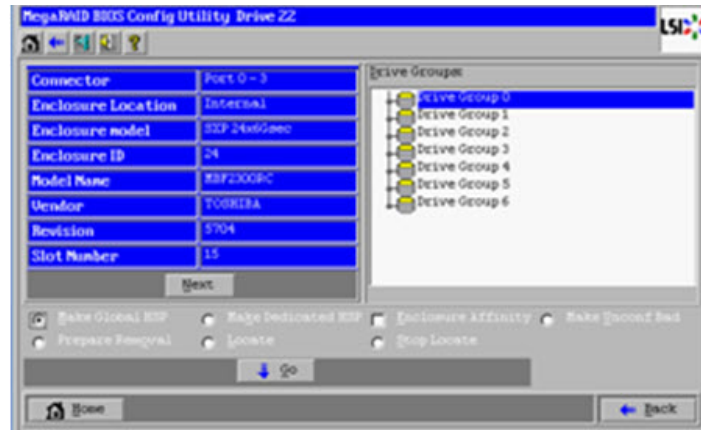 MegaRAID BIOS Config Utility Drive 22
LSI
Drive Groups:
Connector Port 0 - 3
Enclosure Location Internal
Enclosure model SXP 24x6Gsec
Enclosure ID 24
Model Name MBF2300RC
Vendor TOSHIBA
Revision 5704
Slot Number 15
Next
Drive Group 0
Drive Group 1
Drive Group 2
Drive Group 3
Drive Group 4
Drive Group 5
Drive Group 6
Make Global HSP Make Dedicated HSP Enclosure Affinity Make Unconf Bad
Prepare Removal Locate Stop Locate
Go
Home Back